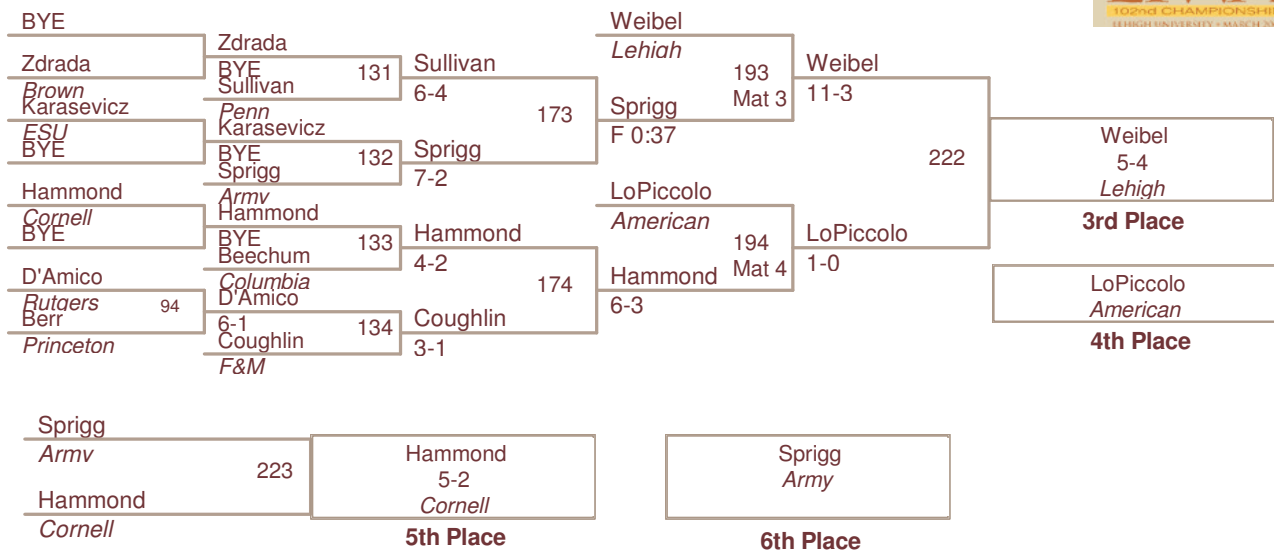 102nd CHAMPIONSHI
LEHIGH UNIVERSITY • MARCH 20
BYE
Zdrada
Brown
Karasevicz
ESU
BYE
Hammond
Cornell
BYE
D'Amico
Rutgers
94
Berr
Princeton
Zdrada
BYE
131
Sullivan
Penn
Karasevicz
BYE
132
Sprigg
Army
Hammond
BYE
133
Beechum
Columbia
D'Amico
6-1
134
Coughlin
F&M
Sullivan
6-4
173
Sprigg
7-2
Hammond
4-2
174
Coughlin
3-1
Weibel
Lehigh
193
Mat 3
Sprigg
F 0:37
LoPiccolo
American
194
Mat 4
Hammond
6-3
Weibel
11-3
222
LoPiccolo
1-0
Weibel
5-4
Lehigh
3rd Place
LoPiccolo
American
4th Place
Sprigg
Army
223
Hammond
Cornell
Hammond
5-2
Cornell
5th Place
Sprigg
Army
6th Place